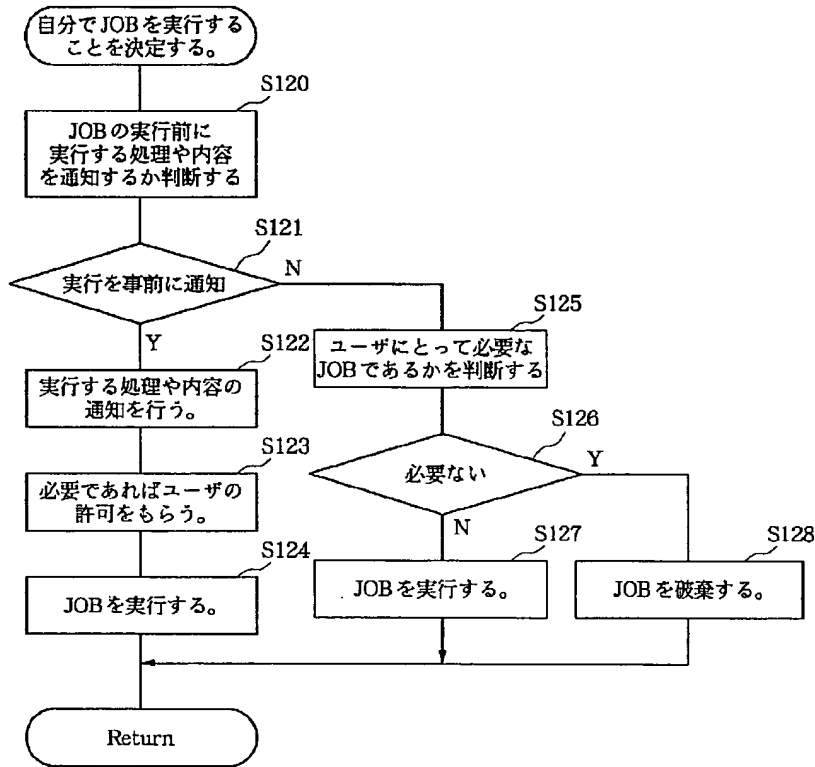 自分でJOBを実行する
ことを決定する。
S120
JOBの実行前に
実行する処理や内容
を通知するか判断する
S121
実行を事前に通知
N
Y
S122
実行する処理や内容の
通知を行う。
S123
必要であればユーザの
許可をもらう。
S124
JOBを実行する。
S125
ユーザにとって必要な
JOBであるかを判断する
S126
必要ない
Y
N
S127
JOBを実行する。
S128
JOBを破棄する。
Return